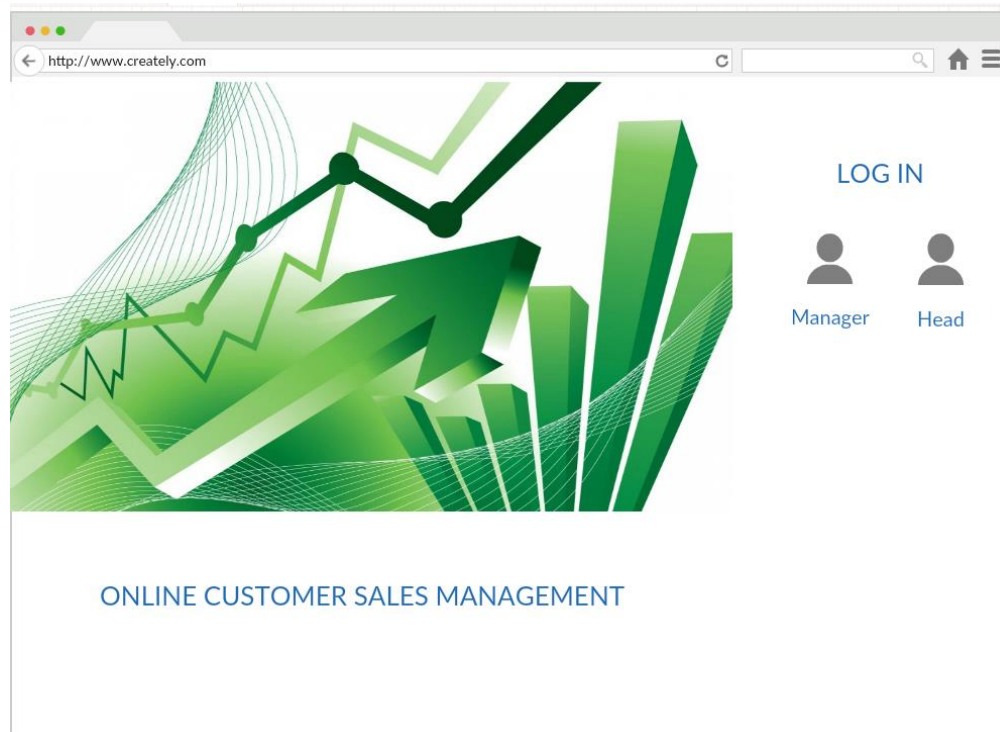 http://www.creately.com
LOG IN
Manager
Head
ONLINE CUSTOMER SALES MANAGEMENT